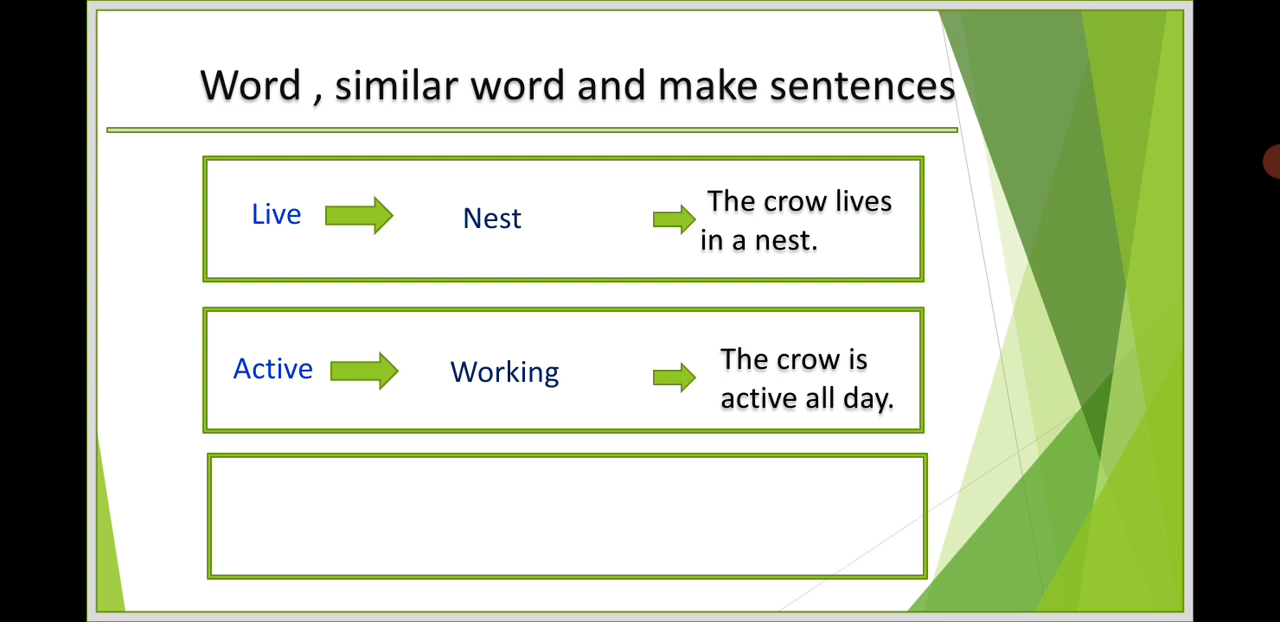 Word , similar word and make sentences
Live
Nest
The crow lives
in a nest.
Active
Working
The crow is
active all day.